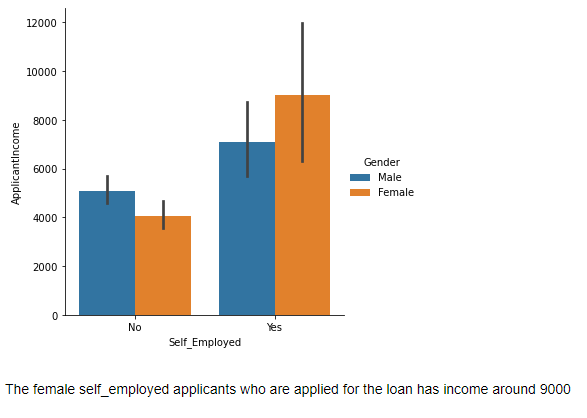 12000
10000
8000
6000
4000
2000
0
ApplicantIncome
No
Yes
Self_Employed
Gender
Male
Female
The female self_employed applicants who are applied for the loan has income around 9000